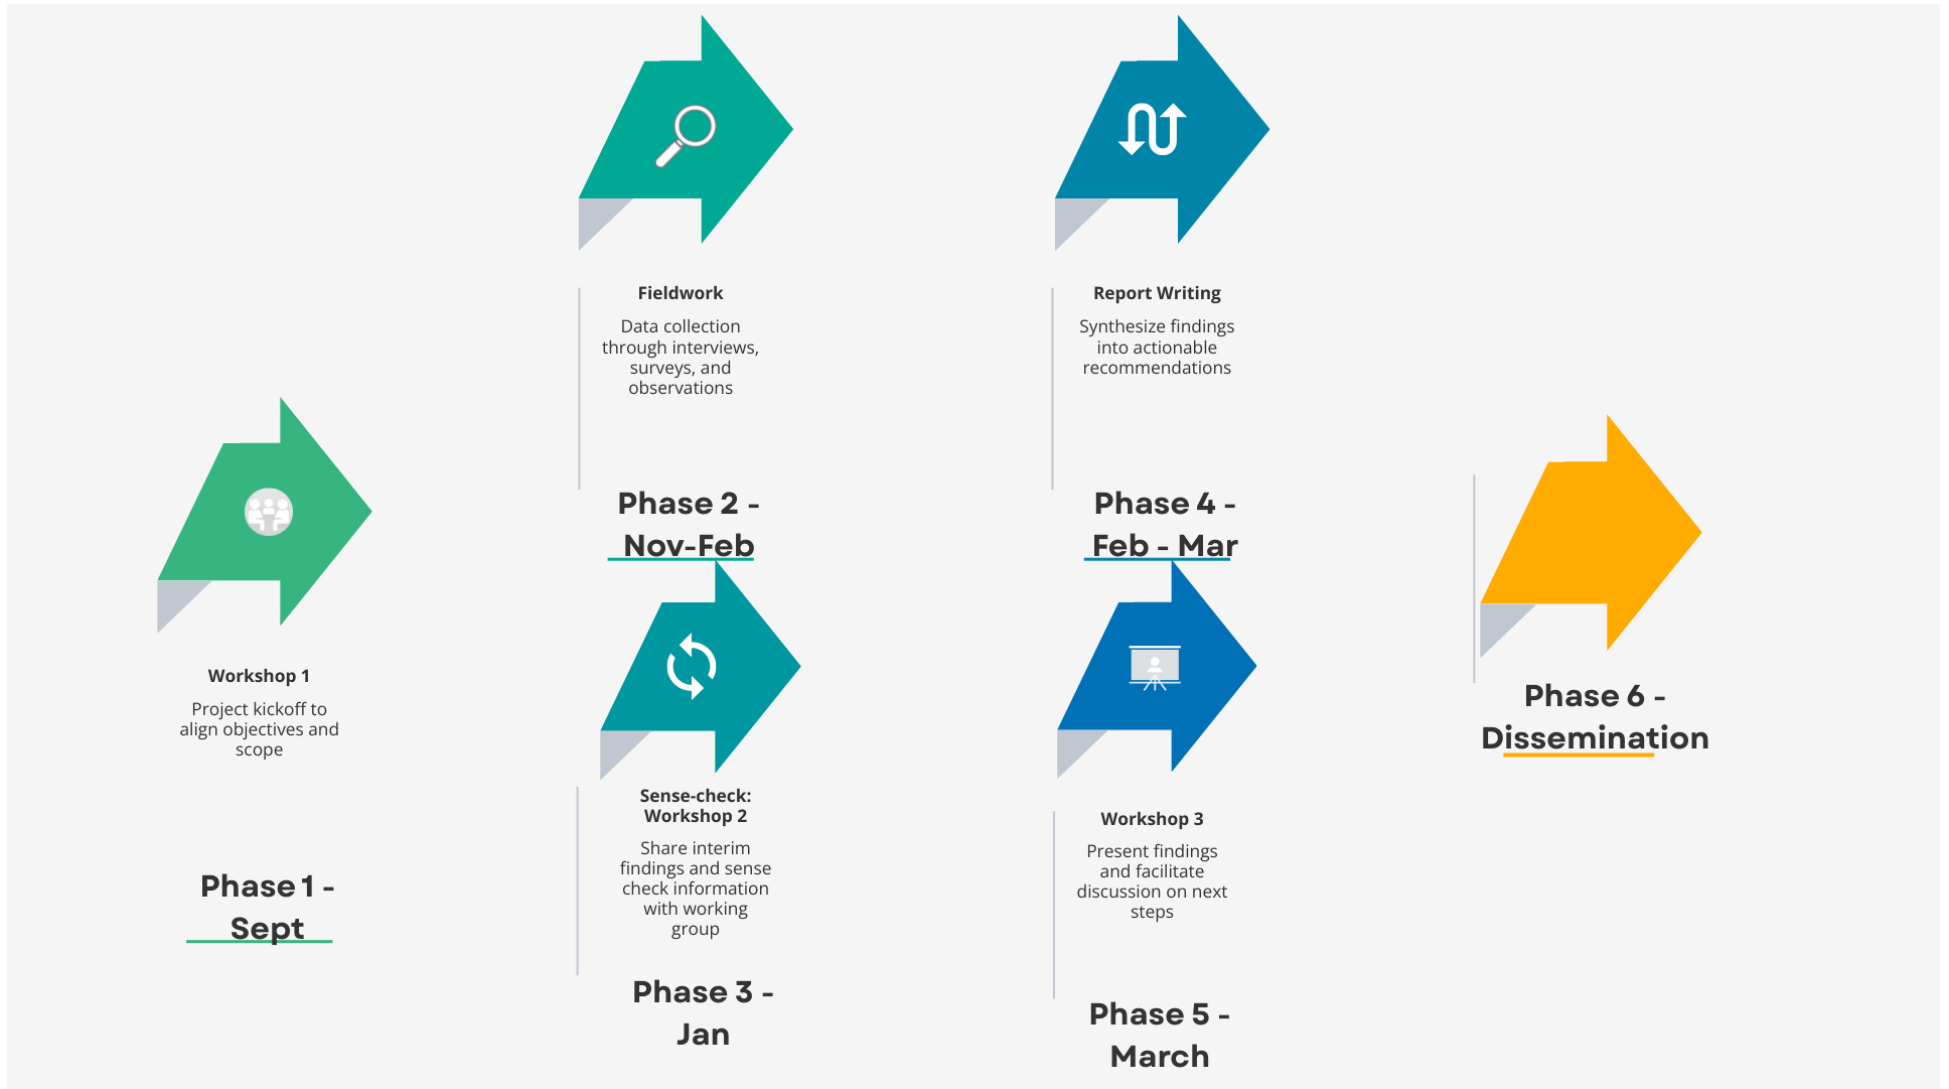 Workshop 1
Project kickoff to
align objectives and
scope
Phase 1 -
Sept
Fieldwork
Data collection
through interviews,
surveys, and
observations
Phase 2 -
Nov-Feb
Sense-check:
Workshop 2
Share interim
findings and sense
check information
with working
group
Phase 3 -
Jan
Report Writing
Synthesize findings
into actionable
recommendations
Phase 4 -
Feb - Mar
Workshop 3
Present findings
and facilitate
discussion on next
steps
Phase 5 -
March
Phase 6 -
Dissemination